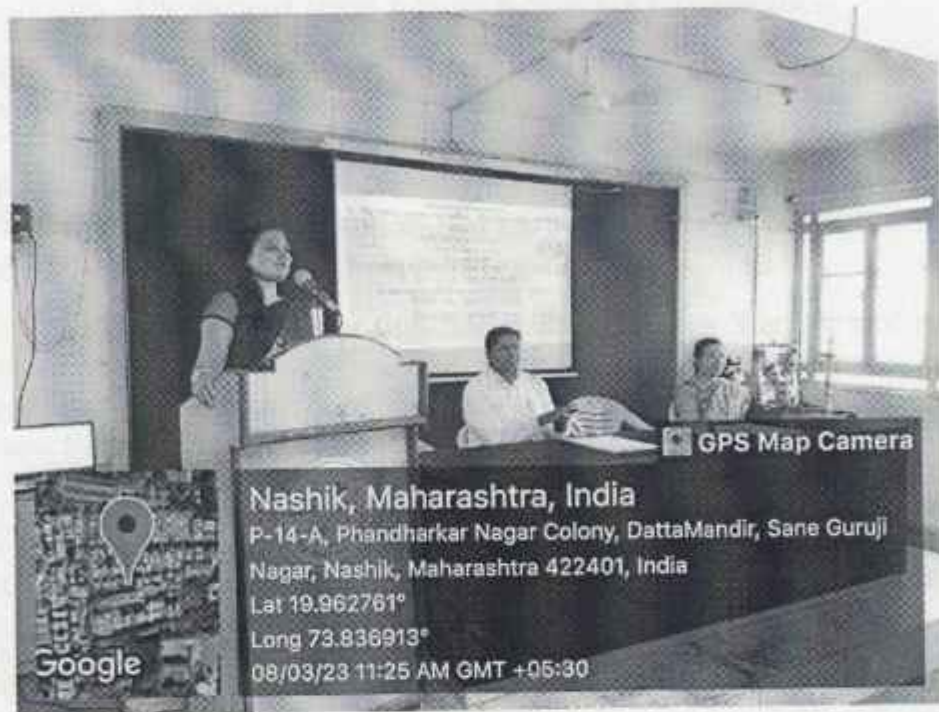 GPS Map Camera
Nashik, Maharashtra, India
P-14-A, Phandharkar Nagar Colony, DattaMandir, Sane Guruji
Nagar, Nashik, Maharashtra 422401, India
Lat 19.962761°
Long 73.836913°
08/03/23 11:25 AM GMT +05:30
Google